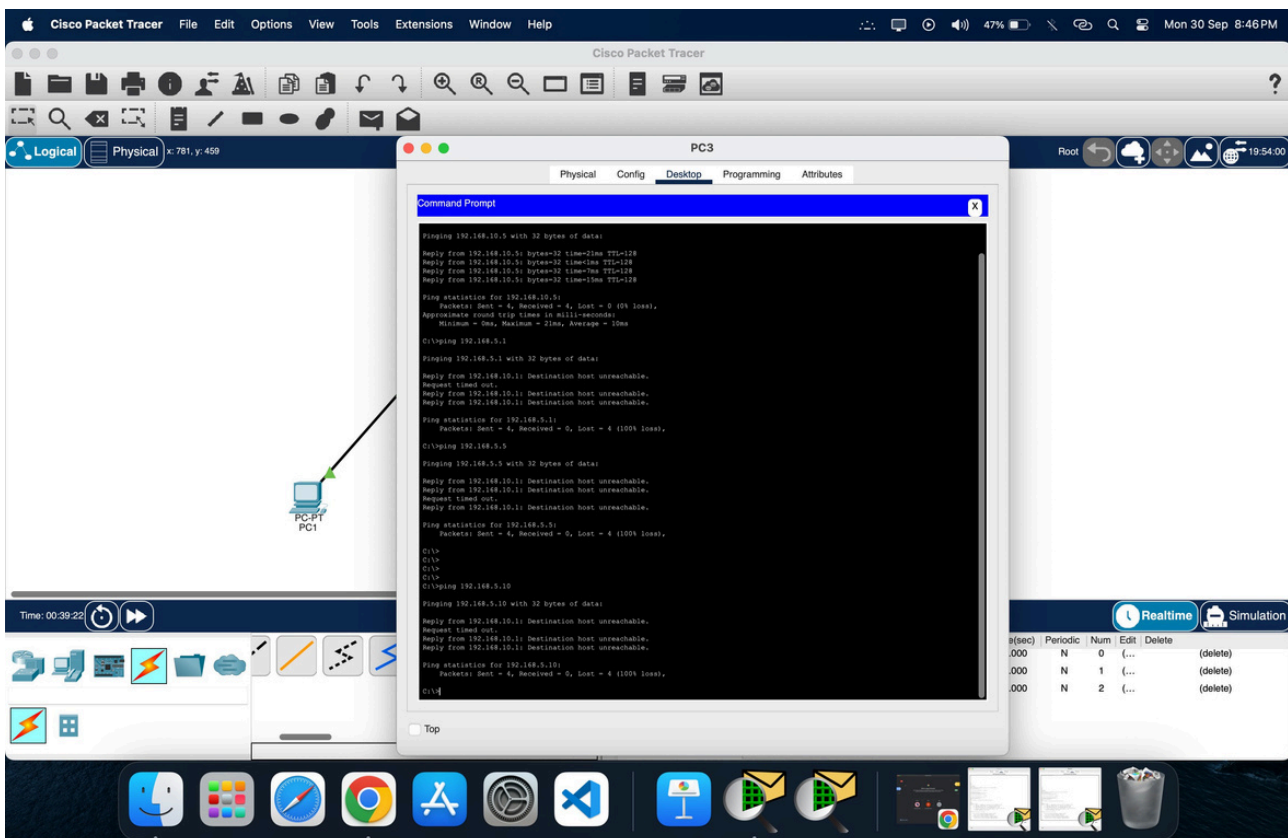 Cisco Packet Tracer File Edit Options View Tools Extensions Window Help
47% Mon 30 Sep 8:46 PM
Cisco Packet Tracer
?
Logical Physical x: 781, y: 459
Root 19:54:00
PC3
Physical Config Desktop Programming Attributes
Command Prompt X
Pinging 192.168.10.5 with 32 bytes of data:
Reply from 192.168.10.5: bytes=32 time=21ms TTL=128
Reply from 192.168.10.5: bytes=32 time<1ms TTL=128
Reply from 192.168.10.5: bytes=32 time=7ms TTL=128
Reply from 192.168.10.5: bytes=32 time=15ms TTL=128
Ping statistics for 192.168.10.5:
Packets: Sent = 4, Received = 4, Lost = 0 (0% loss),
Approximate round trip times in milli-seconds:
Minimum = 0ms, Maximum = 21ms, Average = 10ms
C:\>ping 192.168.5.1
Pinging 192.168.5.1 with 32 bytes of data:
Reply from 192.168.10.1: Destination host unreachable.
Request timed out.
Reply from 192.168.10.1: Destination host unreachable.
Reply from 192.168.10.1: Destination host unreachable.
Ping statistics for 192.168.5.1:
Packets: Sent = 4, Received = 0, Lost = 4 (100% loss),
C:\>ping 192.168.5.5
Pinging 192.168.5.5 with 32 bytes of data:
Reply from 192.168.10.1: Destination host unreachable.
Reply from 192.168.10.1: Destination host unreachable.
Request timed out.
Reply from 192.168.10.1: Destination host unreachable.
Ping statistics for 192.168.5.5:
Packets: Sent = 4, Received = 0, Lost = 4 (100% loss),
C:\>
C:\>
C:\>
C:\>
C:\>ping 192.168.5.10
Pinging 192.168.5.10 with 32 bytes of data:
Reply from 192.168.10.1: Destination host unreachable.
Request timed out.
Reply from 192.168.10.1: Destination host unreachable.
Reply from 192.168.10.1: Destination host unreachable.
Ping statistics for 192.168.5.10:
Packets: Sent = 4, Received = 0, Lost = 4 (100% loss),
C:\>
Top
PC-PT
PC1
Time: 00:39:22
Realtime Simulation
e(sec) Periodic Num Edit Delete
.000 N 0 (... (delete)
.000 N 1 (... (delete)
.000 N 2 (... (delete)